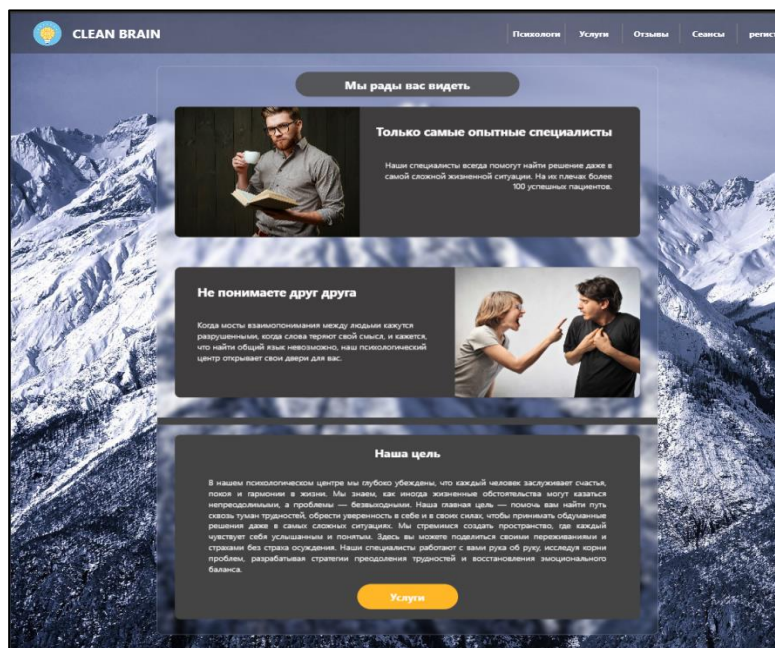 CLEAN BRAIN
Психологи Услуги Отзывы Сеансы регист
Мы рады вас видеть
Только самые опытные специалисты
Наши специалисты всегда помогут найти решение даже в
самой сложной жизненной ситуации. На их плечах более
100 успешных пациентов.
Не понимаете друг друга
Когда мосты взаимопонимания между людьми кажутся
разрушенными, когда слова теряют свой смысл, и кажется,
что найти общий язык невозможно, наш психологический
центр открывает свои двери для вас.
Наша цель
В нашем психологическом центре мы глубоко убеждены, что каждый человек заслуживает счастья,
покоя и гармонии в жизни. Мы знаем, как иногда жизненные обстоятельства могут казаться
непреодолимыми, а проблемы — безвыходными. Наша главная цель — помочь вам найти путь
сквозь туман трудностей, обрести уверенность в себе и в своих силах, чтобы принимать обдуманные
решения даже в самых сложных ситуациях. Мы стремимся создать пространство, где каждый
чувствует себя услышанным и понятым. Здесь вы можете поделиться своими переживаниями и
страхами без страха осуждения. Наши специалисты работают с вами рука об руку, исследуя корни
проблем, разрабатывая стратегии преодоления трудностей и восстановления эмоционального
баланса.
Услуги